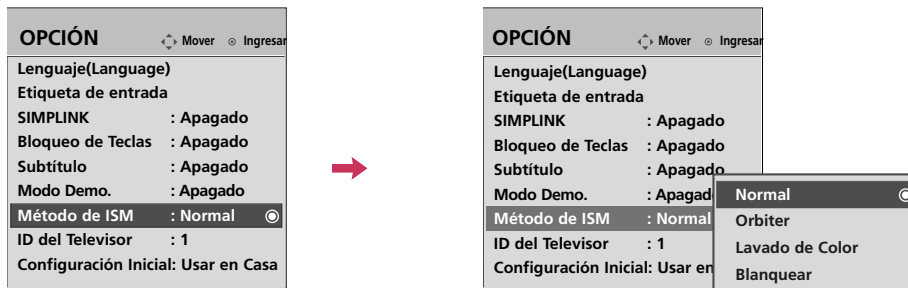 OPCIÓN Mover Ingresar
Lenguaje(Language)
Etiqueta de entrada
SIMPLINK : Apagado
Bloqueo de Teclas : Apagado
Subtítulo : Apagado
Modo Demo. : Apagado
Método de ISM : Normal
ID del Televisor : 1
Configuración Inicial: Usar en Casa
OPCIÓN Mover Ingresar
Lenguaje(Language)
Etiqueta de entrada
SIMPLINK : Apagado
Bloqueo de Teclas : Apagado
Subtítulo : Apagado
Modo Demo. : Apagad
Método de ISM : Normal
ID del Televisor : 1
Configuración Inicial: Usar en
Normal
Orbiter
Lavado de Color
Blanquear